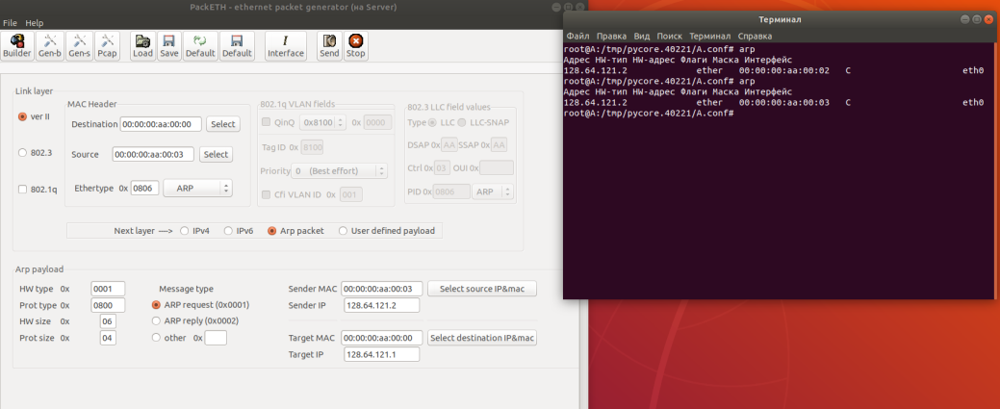 PackETH - ethernet packet generator (на Server)
File Help
Builder Gen-b Gen-s Pcap Load Save Default Default Interface Send Stop
Link layer
ver II
802.3
802.1q
MAC Header
Destination 00:00:00:aa:00:00 Select
Source 00:00:00:aa:00:03 Select
Ethertype 0x 0806 ARP
802.1q VLAN fields
QinQ 0x8100 0x 0000
Tag ID 0x 8100
Priority 0 (Best effort)
Cfi VLAN ID 0x 001
802.3 LLC field values
Type LLC LLC-SNAP
DSAP 0x AA SSAP 0x AA
Ctrl 0x 03 OUI 0x
PID 0x 0806 ARP
Next layer —> IPv4 IPv6 Arp packet User defined payload
Arp payload
HW type 0x 0001
Prot type 0x 0800
HW size 0x 06
Prot size 0x 04
Message type
ARP request (0x0001)
ARP reply (0x0002)
other 0x
Sender MAC 00:00:00:aa:00:03 Select source IP&mac
Sender IP 128.64.121.2
Target MAC 00:00:00:aa:00:00 Select destination IP&mac
Target IP 128.64.121.1
Терминал
Файл Правка Вид Поиск Терминал Справка
root@A:/tmp/pycore.40221/A.conf# arp
Адрес HW-тип HW-адрес Флаги Маска Интерфейс
128.64.121.2 ether 00:00:00:aa:00:02 C eth0
root@A:/tmp/pycore.40221/A.conf# arp
Адрес HW-тип HW-адрес Флаги Маска Интерфейс
128.64.121.2 ether 00:00:00:aa:00:03 C eth0
root@A:/tmp/pycore.40221/A.conf#